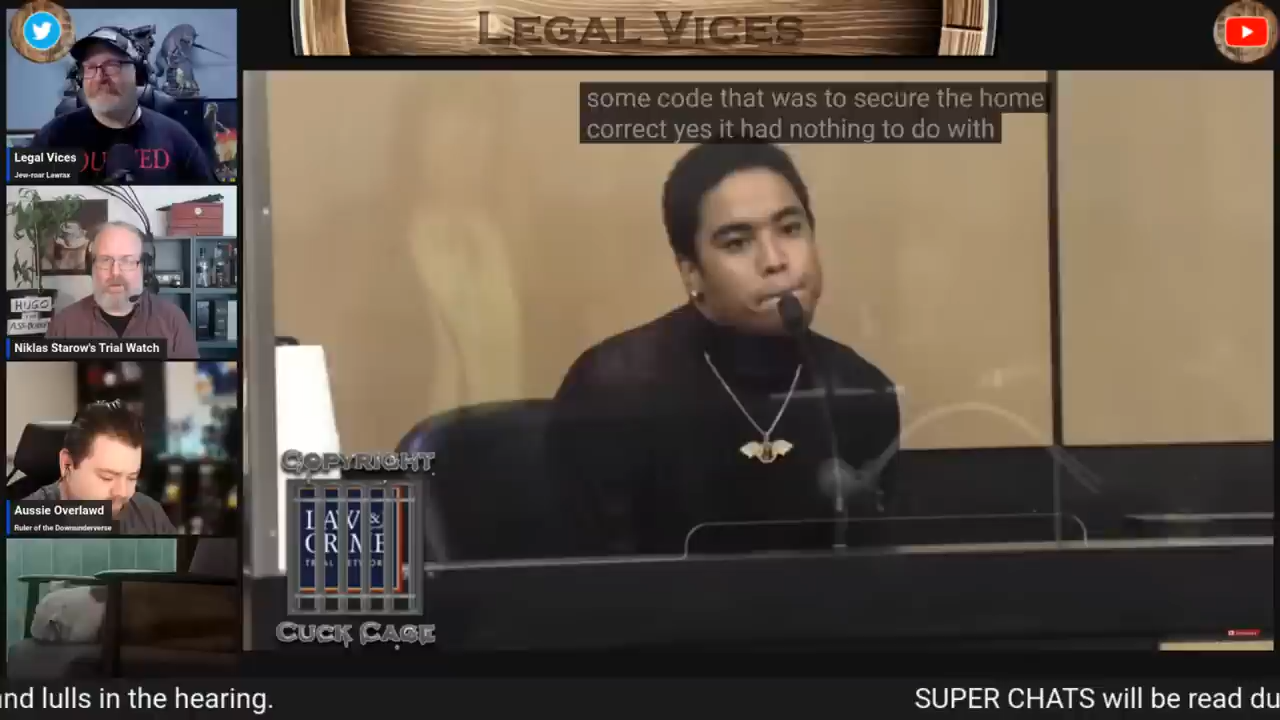 LEGAL VICES
some code that was to secure the home
correct yes it had nothing to do with
Legal Vices
Jew-roar Lawrax
HUGO
Niklas Starow's Trial Watch
Aussie Overlawd
Ruler of the Downunderverse
COPYRIGHT
LAW &
CRIME
CUCK CAGE
nd lulls in the hearing.
SUPER CHATS will be read du